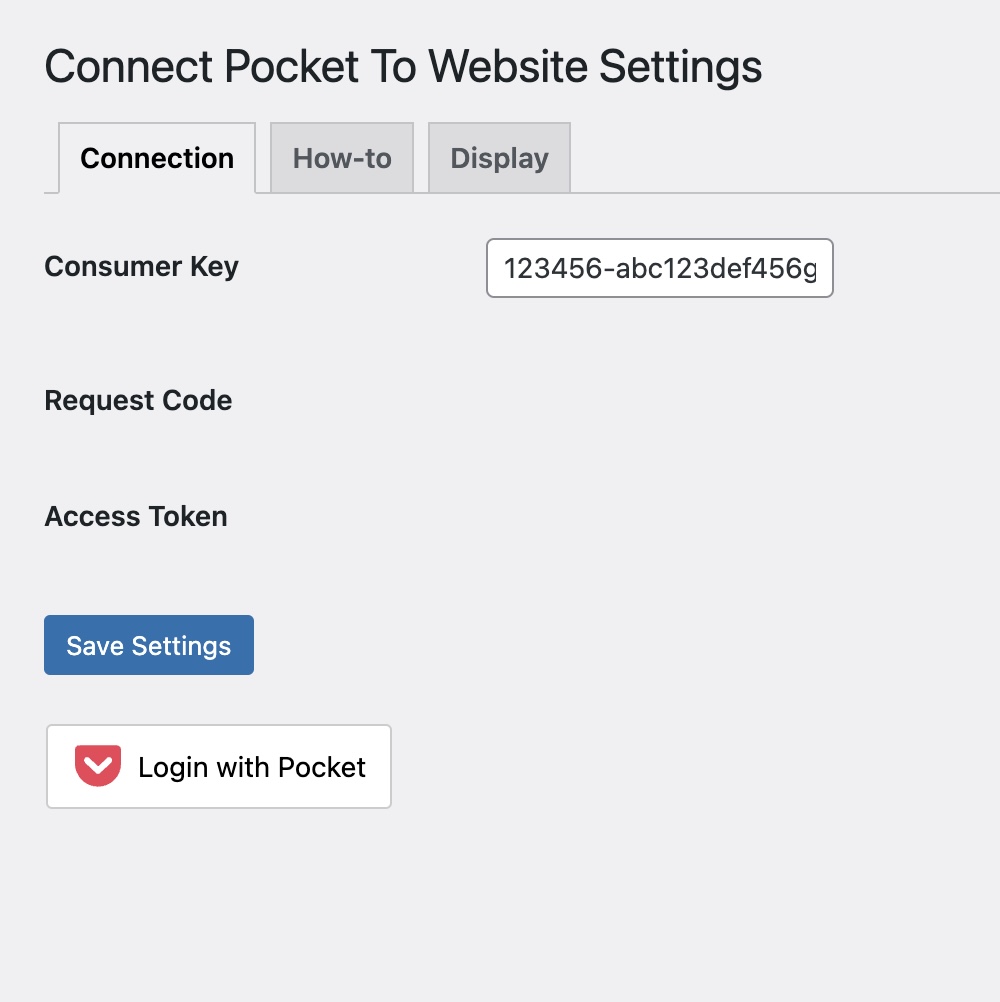 Connect Pocket To Website Settings
Connection How-to Display
Consumer Key 123456-abc123def456g
Request Code
Access Token
Save Settings
Login with Pocket